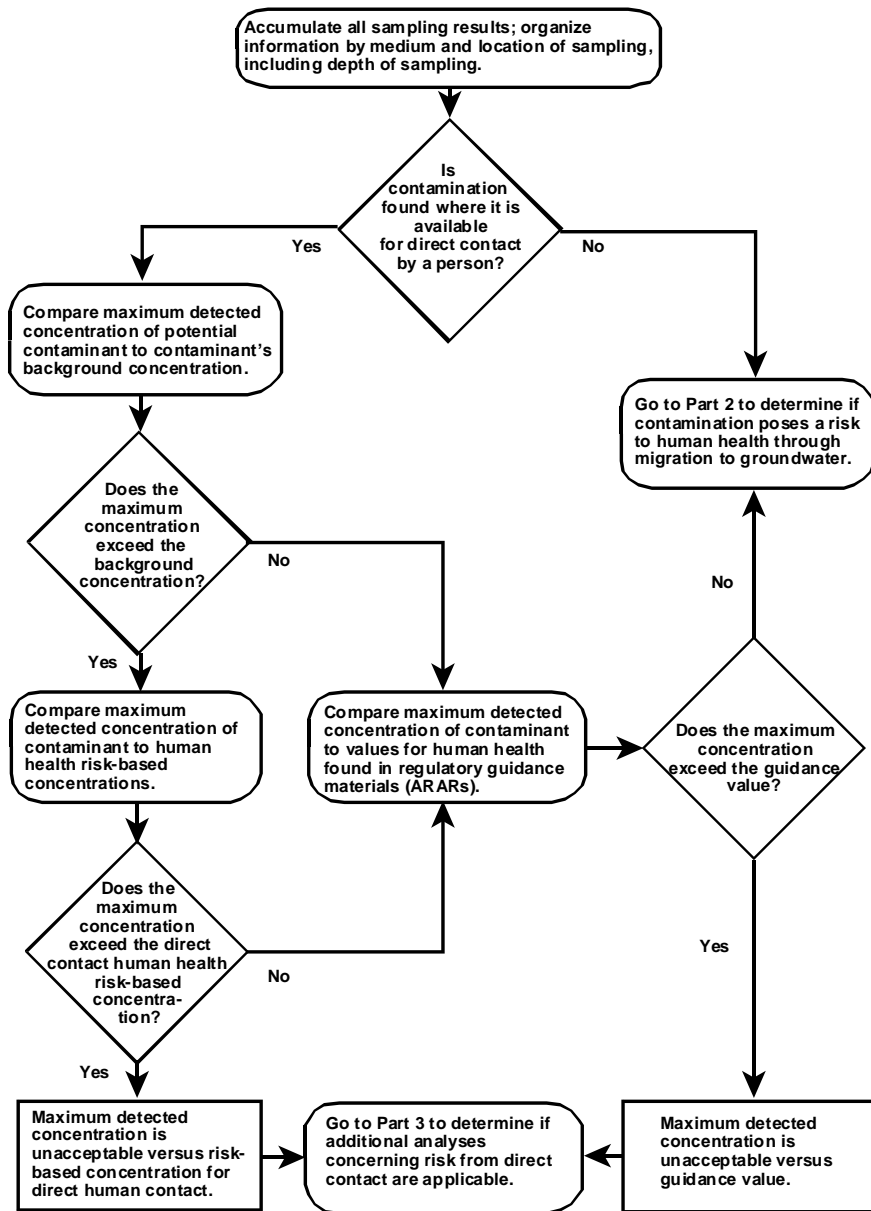 Accumulate all sampling results; organize
information by medium and location of sampling,
including depth of sampling.
Is
contamination
found where it is
available
for direct contact
by a person?
Yes
No
Compare maximum detected
concentration of potential
contaminant to contaminant’s
background concentration.
Go to Part 2 to determine if
contamination poses a risk
to human health through
migration to groundwater.
Does the
maximum
concentration
exceed the
background
concentration?
No
No
Yes
Compare maximum
detected concentration of
contaminant to human
health risk-based
concentrations.
Compare maximum detected
concentration of contaminant
to values for human health
found in regulatory guidance
materials (ARARs).
Does the maximum
concentration
exceed the guidance
value?
Does the
maximum
concentration
exceed the direct
contact human health
risk-based
concentra-
tion?
No
Yes
Yes
Maximum detected
concentration is
unacceptable versus risk-
based concentration for
direct human contact.
Go to Part 3 to determine if
additional analyses
concerning risk from direct
contact are applicable.
Maximum detected
concentration is
unacceptable versus
guidance value.